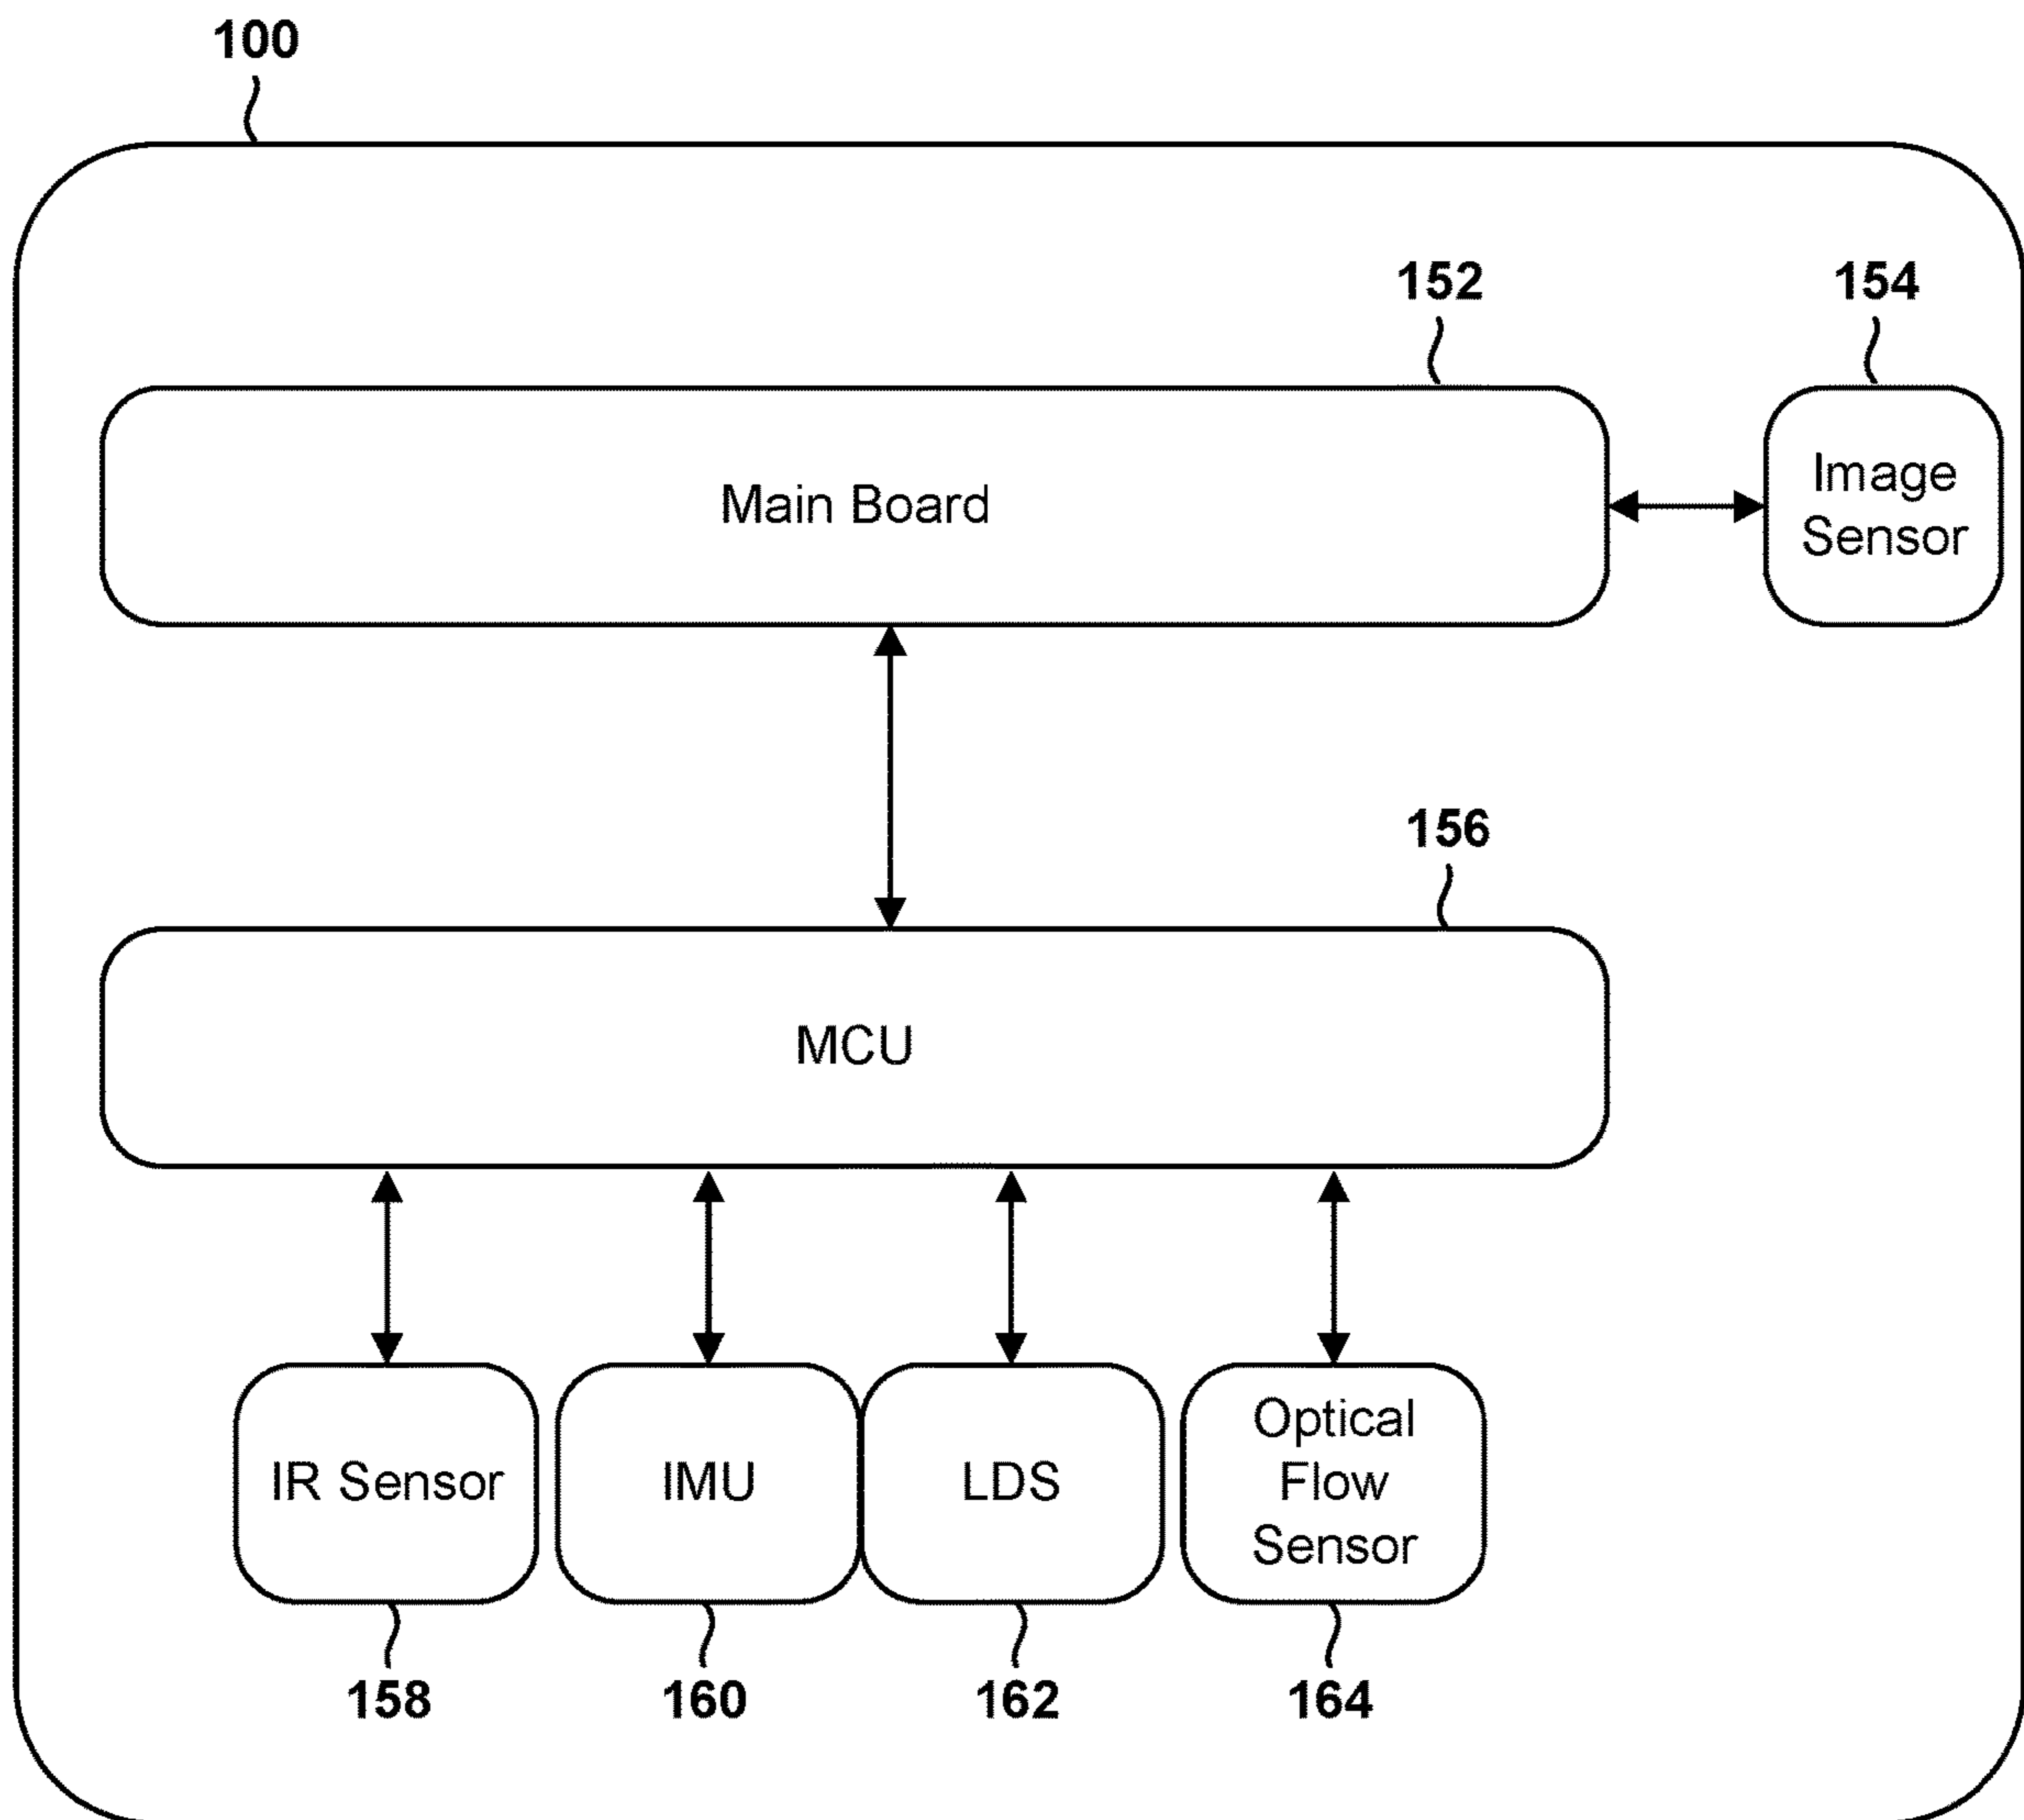 100
152
154
Main Board
Image
Sensor
156
MCU
IR Sensor
IMU
LDS
Optical
Flow
Sensor
158
160
162
164